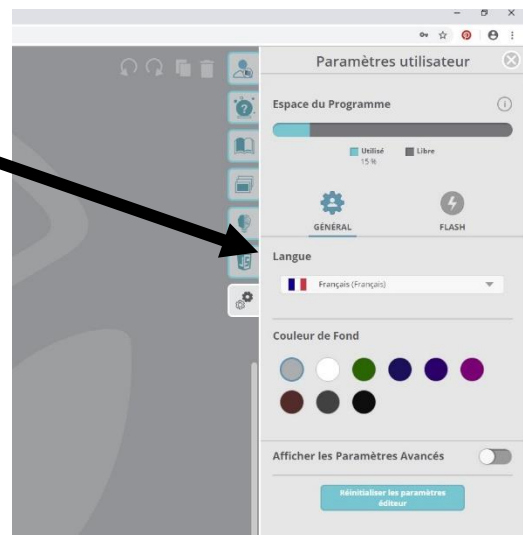 Paramètres utilisateur
Espace du Programme
Utilisé
15 %
Libre
GÉNÉRAL
FLASH
Langue
Français (Français)
Couleur de Fond
Afficher les Paramètres Avancés
Réinitialiser les paramètres
éditeur